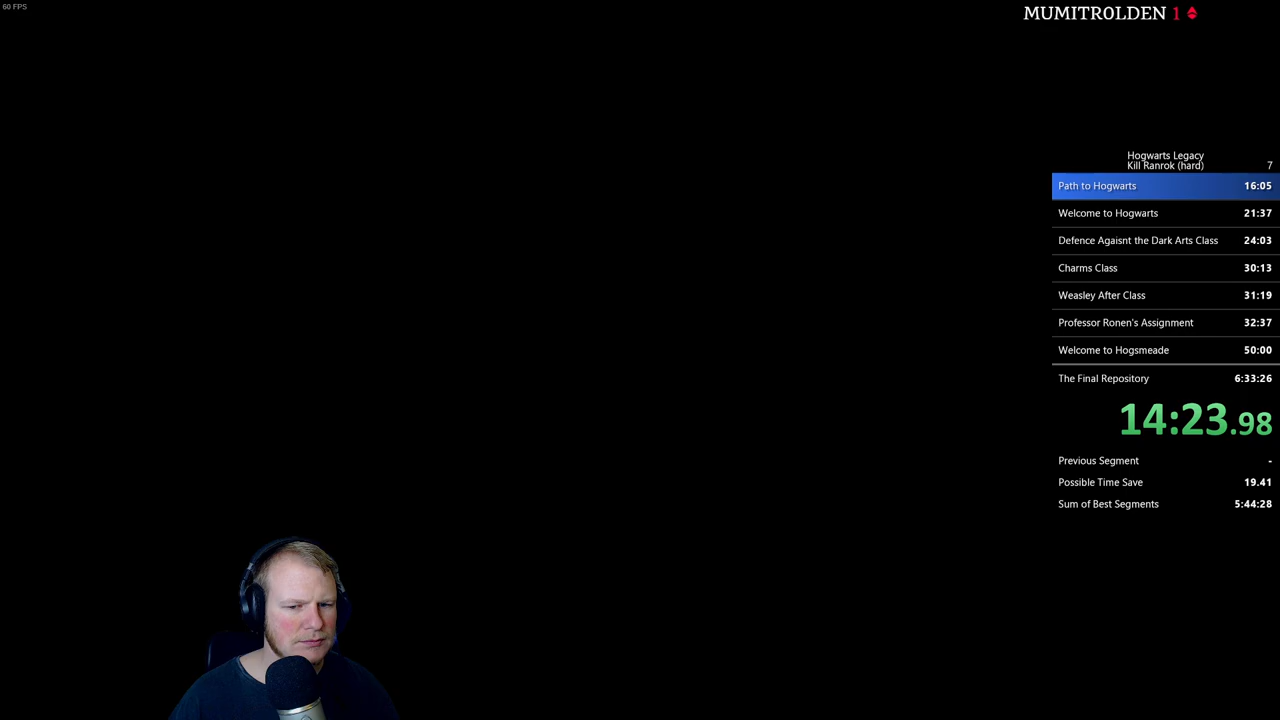 60 FPS
MUMITROLDEN 1
Hogwarts Legacy
Kill Ranrok (hard) 7
Path to Hogwarts 16:05
Welcome to Hogwarts 21:37
Defence Agaisnt the Dark Arts Class 24:03
Charms Class 30:13
Weasley After Class 31:19
Professor Ronen's Assignment 32:37
Welcome to Hogsmeade 50:00
The Final Repository 6:33:26
14:23.98
Previous Segment -
Possible Time Save 19.41
Sum of Best Segments 5:44:28